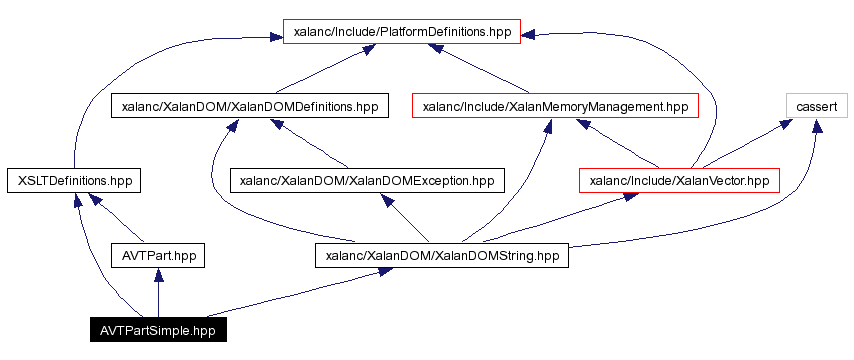 xalanc/Include/PlatformDefinitions.hpp
xalanc/XalanDOM/XalanDOMDefinitions.hpp
xalanc/Include/XalanMemoryManagement.hpp
cassert
XSLTDefinitions.hpp
xalanc/XalanDOM/XalanDOMException.hpp
xalanc/Include/XalanVector.hpp
AVTPart.hpp
xalanc/XalanDOM/XalanDOMString.hpp
AVTPartSimple.hpp